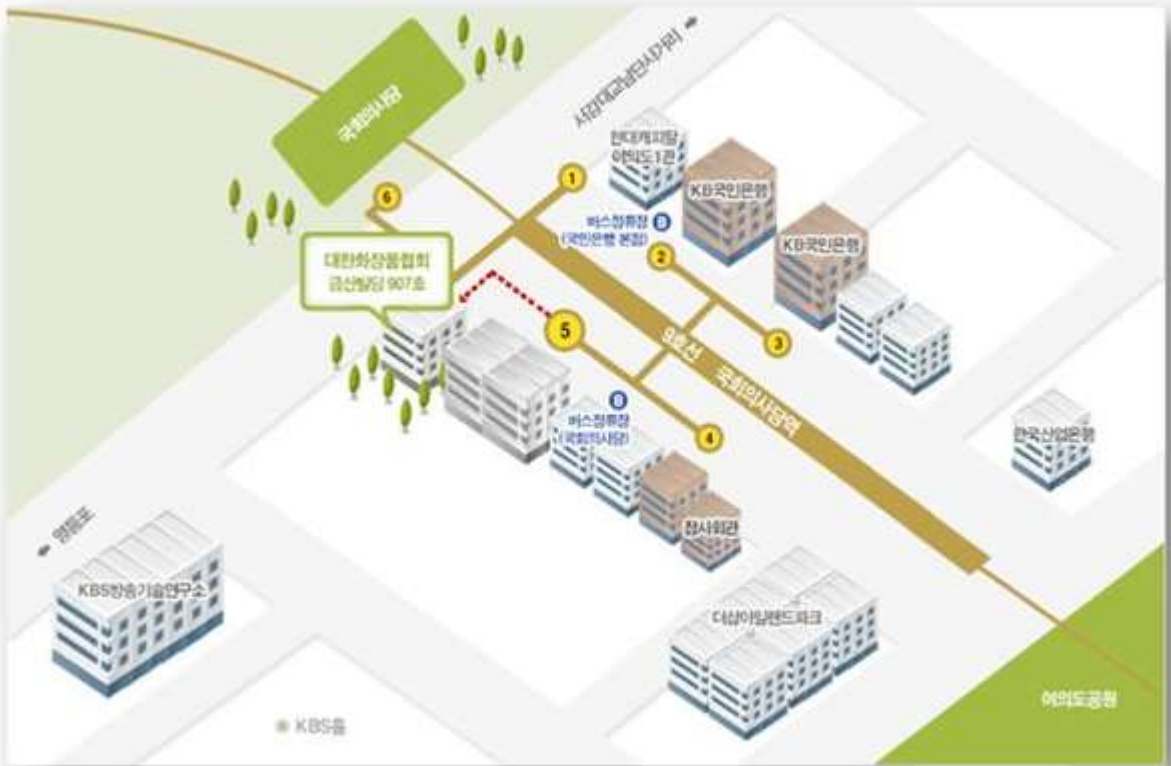 국회의사당
서강대교남단사거리
현대캐피탈
여의도1관
KB국민은행
KB국민은행
버스정류장
(국민은행 본점)
B
1
2
3
6
대한화장품협회
금산빌딩 907호
5
4
9호선 국회의사당역
B
버스정류장
(국회의사당)
한국산업은행
잡사회관
영등포
KBS방송기술연구소
더샵아일랜드파크
KBS홀
여의도공원